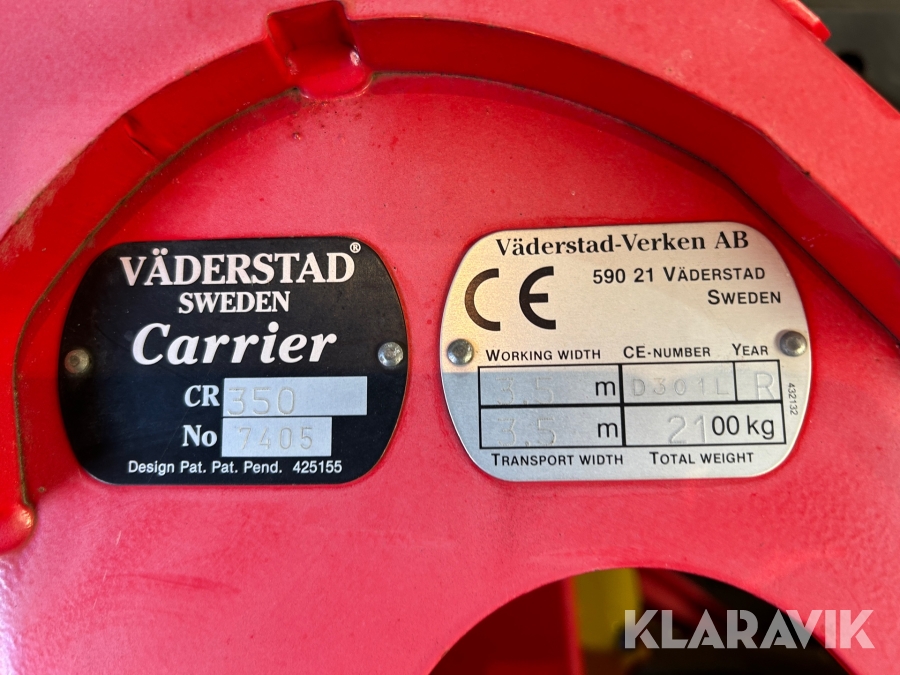 VÄDERSTAD®
SWEDEN
Carrier
CR 350
No 7405
Design Pat. Pat. Pend. 425155
Väderstad-Verken AB
CE 590 21 VÄDERSTAD
SWEDEN
WORKING WIDTH CE-NUMBER YEAR
3.5 m D301L R
3.5 m 2100 kg
TRANSPORT WIDTH TOTAL WEIGHT
432132
KLARAVIK